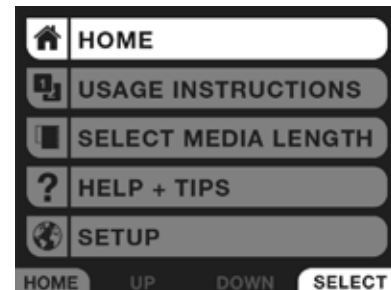 HOME
USAGE INSTRUCTIONS
SELECT MEDIA LENGTH
? HELP + TIPS
SETUP
HOME UP DOWN SELECT